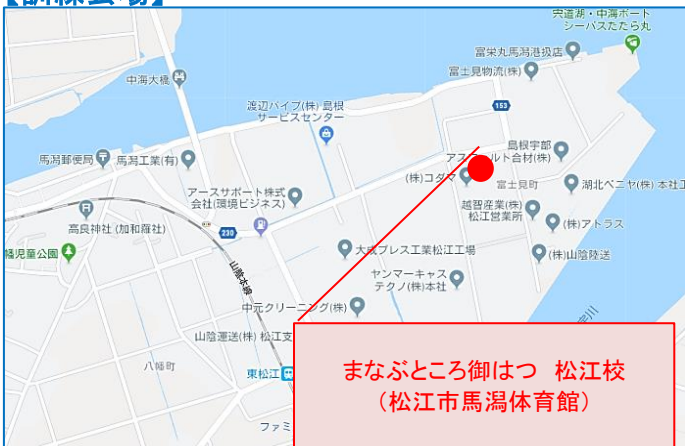 【訓練会場】
宍道湖・中海ボート
シーバスたたら丸
富栄丸馬潟港扱店
富士見物流(株)
中海大橋
153
渡辺パイプ(株) 島根
サービスセンター
島根宇部
アスファルト合材(株)
馬潟郵便局
馬潟工業(有)
(株)コダマ
富士見町
湖北ベニヤ(株) 本社工
アースサポート株式
会社(環境ビジネス)
越智産業(株)
松江営業所
高良神社 (加和羅社)
(株)アトラス
230
幡児童公園
大成プレス工業松江工場
(株)山陰陸送
山陰本線
ヤンマーキャス
テクノ(株)本社
中元クリーニング(株)
山陰運送(株) 松江支
八幡町
東松江
ファミ
まなぶところ御はつ 松江校
(松江市馬潟体育館)